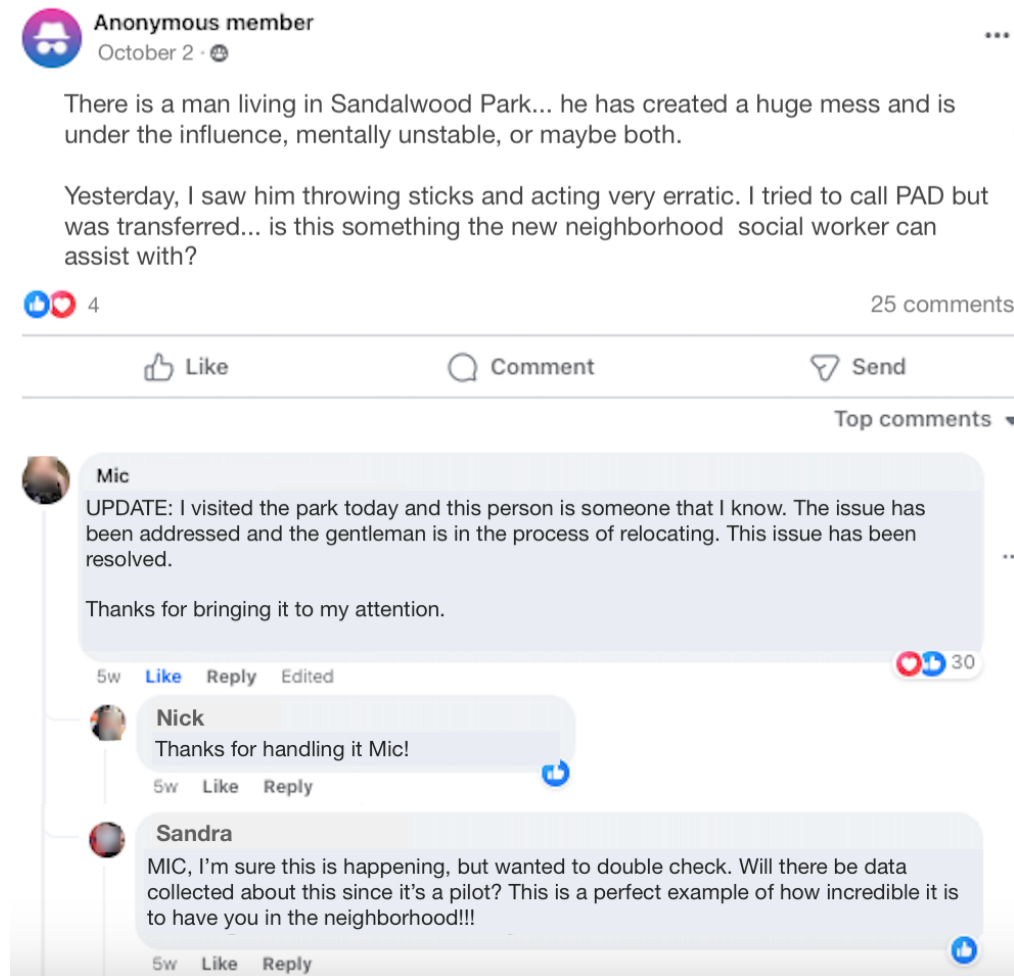 Anonymous member
October 2 ·
There is a man living in Sandalwood Park... he has created a huge mess and is
under the influence, mentally unstable, or maybe both.
Yesterday, I saw him throwing sticks and acting very erratic. I tried to call PAD but
was transferred... is this something the new neighborhood social worker can
assist with?
4
25 comments
Like
Comment
Send
Top comments
Mic
UPDATE: I visited the park today and this person is someone that I know. The issue has
been addressed and the gentleman is in the process of relocating. This issue has been
resolved.
Thanks for bringing it to my attention.
30
5w Like Reply Edited
Nick
Thanks for handling it Mic!
5w Like Reply
Sandra
MIC, I'm sure this is happening, but wanted to double check. Will there be data
collected about this since it's a pilot? This is a perfect example of how incredible it is
to have you in the neighborhood!!!
5w Like Reply